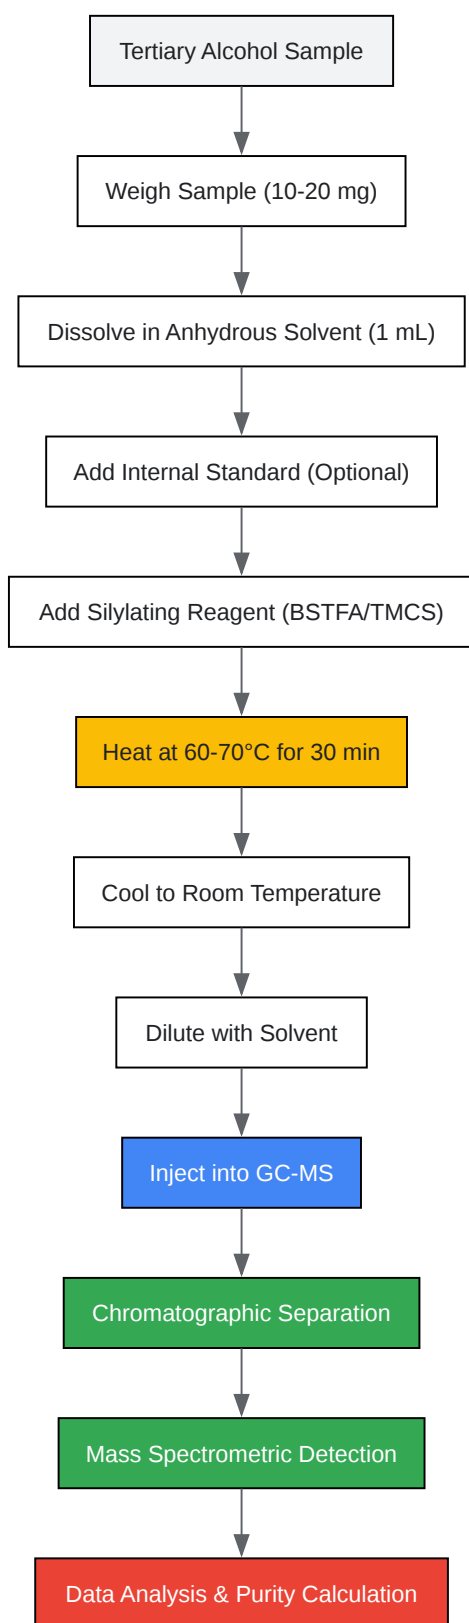 Tertiary Alcohol Sample
Weigh Sample (10-20 mg)
Dissolve in Anhydrous Solvent (1 mL)
Add Internal Standard (Optional)
Add Silylating Reagent (BSTFA/TMCS)
Heat at 60-70°C for 30 min
Cool to Room Temperature
Dilute with Solvent
Inject into GC-MS
Chromatographic Separation
Mass Spectrometric Detection
Data Analysis & Purity Calculation